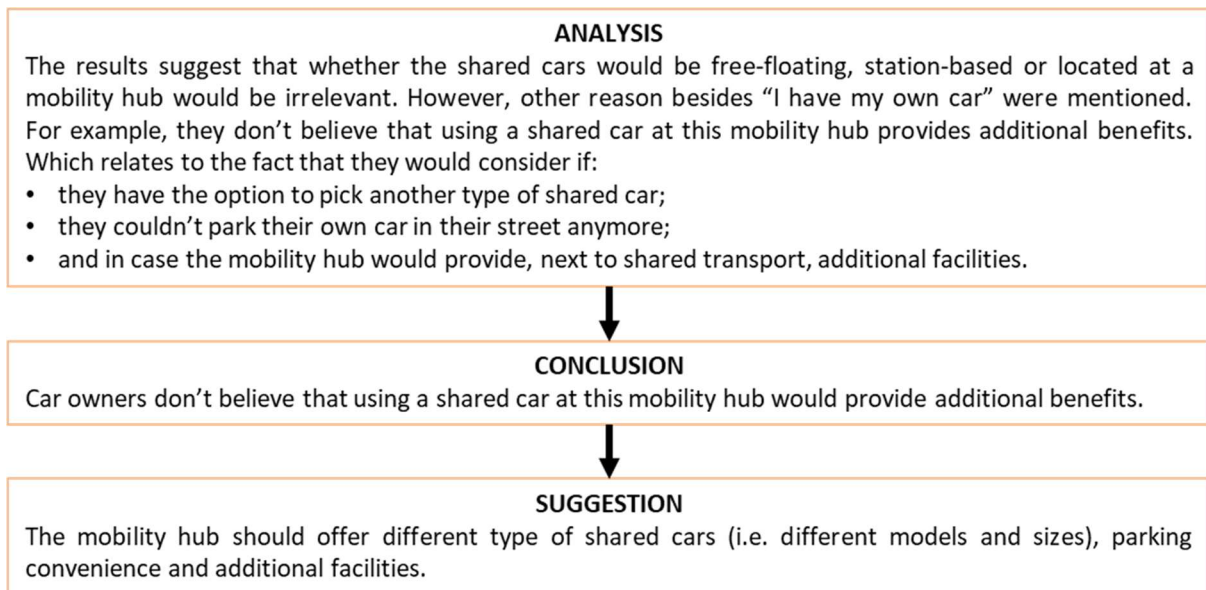 ANALYSIS
The results suggest that whether the shared cars would be free-floating, station-based or located at a
mobility hub would be irrelevant. However, other reason besides “I have my own car” were mentioned.
For example, they don’t believe that using a shared car at this mobility hub provides additional benefits.
Which relates to the fact that they would consider if:
• they have the option to pick another type of shared car;
• they couldn’t park their own car in their street anymore;
• and in case the mobility hub would provide, next to shared transport, additional facilities.
CONCLUSION
Car owners don’t believe that using a shared car at this mobility hub would provide additional benefits.
SUGGESTION
The mobility hub should offer different type of shared cars (i.e. different models and sizes), parking
convenience and additional facilities.